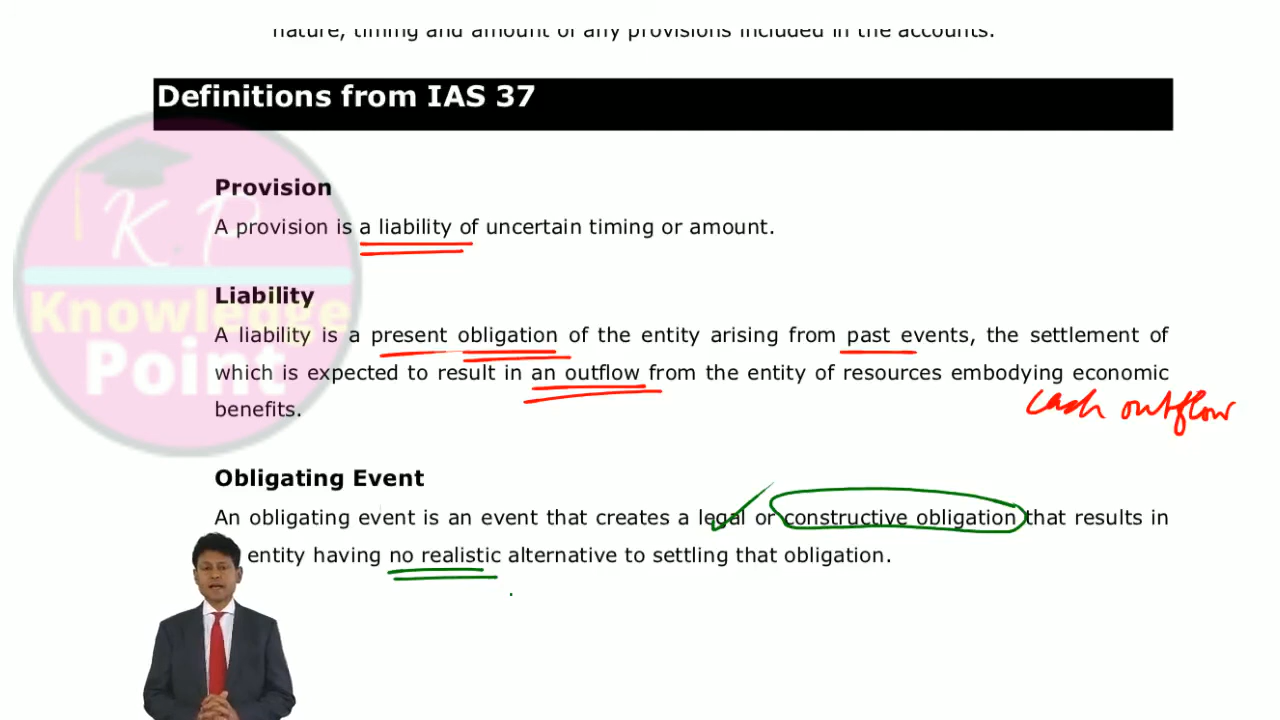 nature, timing and amount of any provisions included in the accounts.
Definitions from IAS 37
K.P
Knowledge
Point
Provision
A provision is a liability of uncertain timing or amount.
Liability
A liability is a present obligation of the entity arising from past events, the settlement of
which is expected to result in an outflow from the entity of resources embodying economic
benefits.
cash outflow
Obligating Event
An obligating event is an event that creates a legal or constructive obligation that results in
entity having no realistic alternative to settling that obligation.